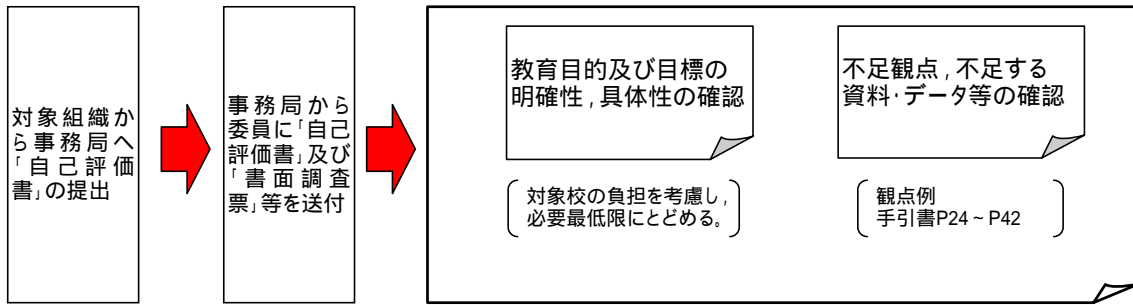 対象組織か
ら事務局へ
「自己評価
書」の提出
事務局から
委員に「自己
評価書」及び
「書面調査
票」等を送付
教育目的及び目標の
明確性，具体性の確認
対象校の負担を考慮し，
必要最低限にとどめる。
不足観点，不足する
資料・データ等の確認
観点例
手引書P24～P42